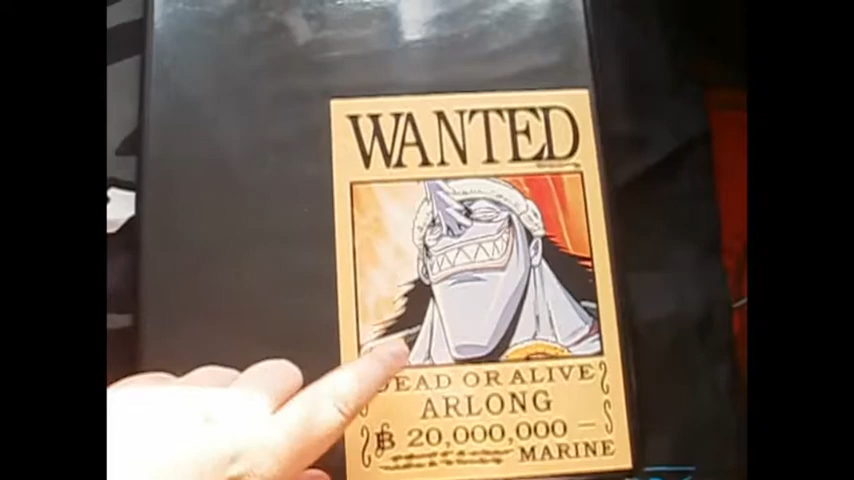 WANTED
DEAD OR ALIVE
ARLONG
฿ 20,000,000 —
MARINE